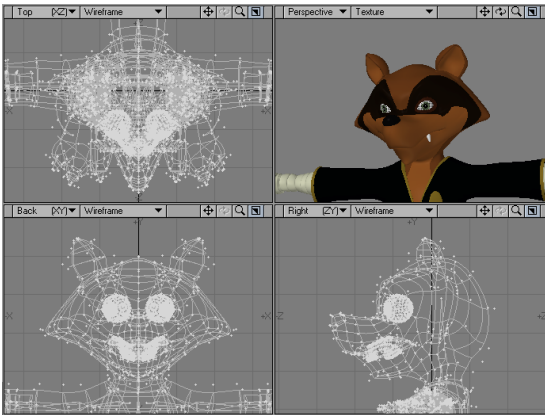 Top (XZ) Wireframe
Perspective Texture
Back (XY) Wireframe
Right (ZY) Wireframe
+Y
+Y
-X
+X
-Z